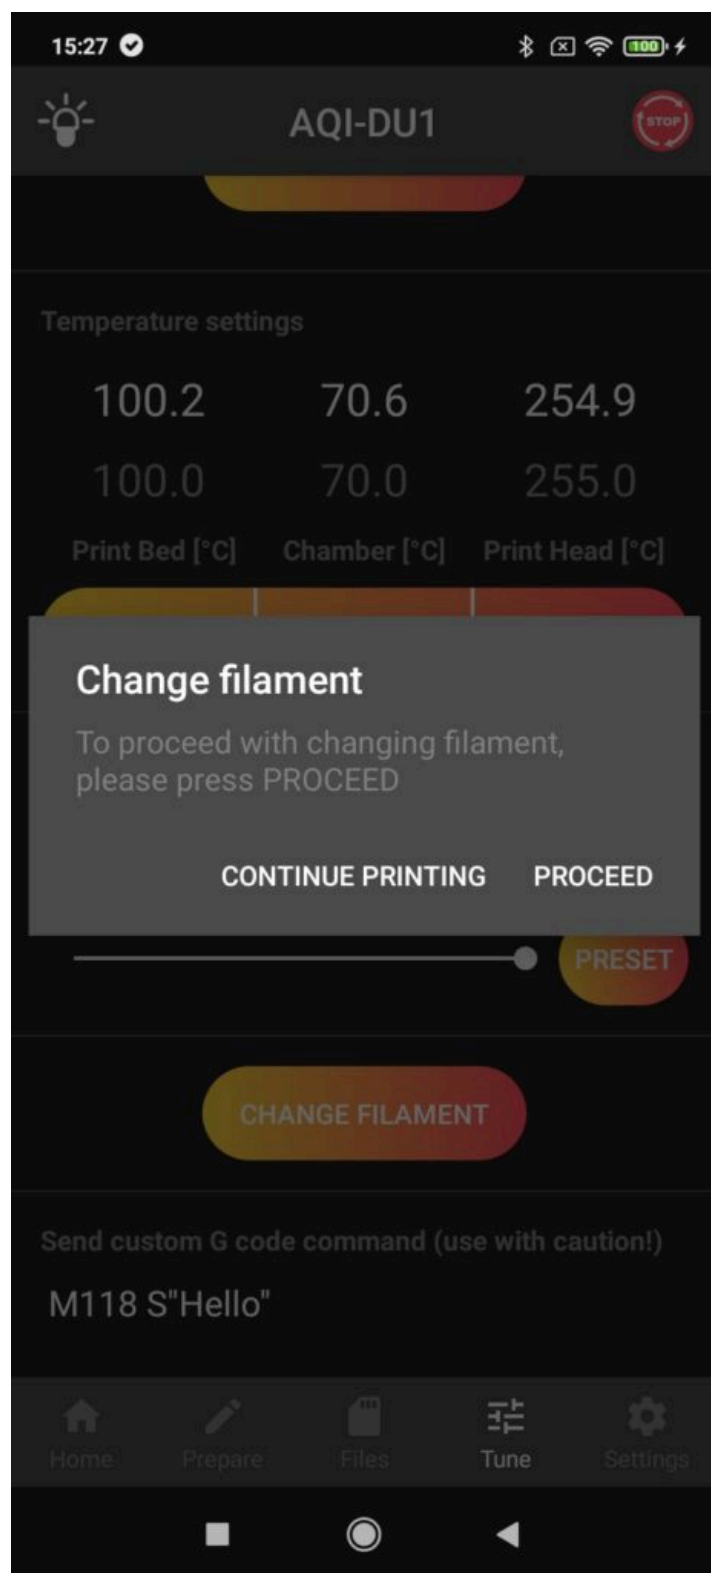 15:27
100
AQI-DU1
STOP
Temperature settings
100.2 70.6 254.9
100.0 70.0 255.0
Print Bed [°C] Chamber [°C] Print Head [°C]
Change filament
To proceed with changing filament,
please press PROCEED
CONTINUE PRINTING PROCEED
PRESET
CHANGE FILAMENT
Send custom G code command (use with caution!)
M118 S"Hello"
Home Prepare Files Tune Settings